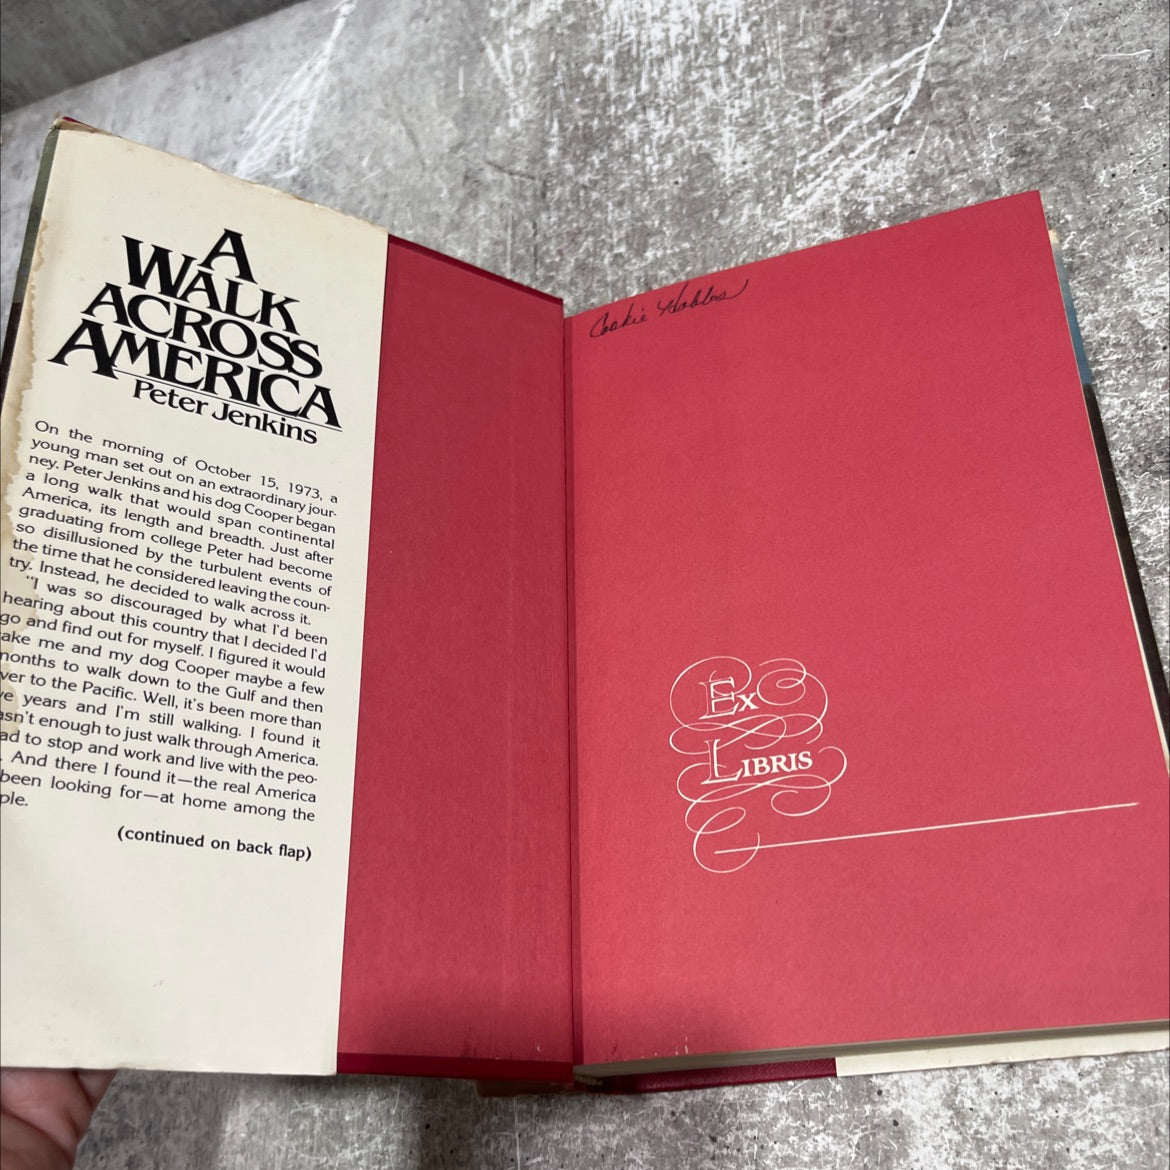 A
WALK
ACROSS
AMERICA
Peter Jenkins
On the morning of October 15, 1973, a
young man set out on an extraordinary jour-
ney. Peter Jenkins and his dog Cooper began
a long walk that would span continental
America, its length and breadth. Just after
graduating from college Peter had become
so disillusioned by the turbulent events of
the time that he considered leaving the coun-
try. Instead, he decided to walk across it.
"I was so discouraged by what I'd been
hearing about this country that I decided I'd
go and find out for myself. I figured it would
ake me and my dog Cooper maybe a few
months to walk down to the Gulf and then
ver to the Pacific. Well, it's been more than
ve years and I'm still walking. I found it
asn't enough to just walk through America.
ad to stop and work and live with the peo-
. And there I found it—the real America
been looking for—at home among the
ple.
(continued on back flap)
Cookie Hobbs
EX
LIBRIS